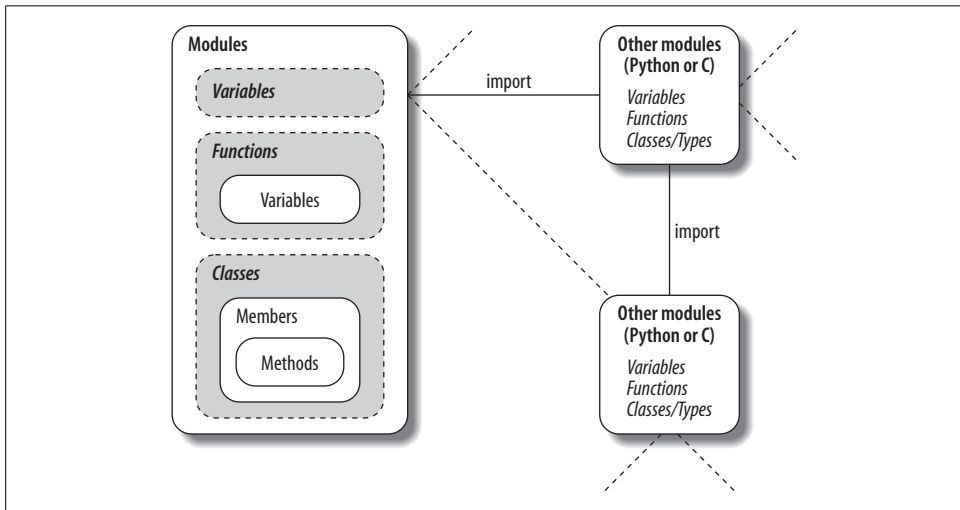 Modules
Variables
Functions
Variables
Classes
Members
Methods
import
Other modules
(Python or C)
Variables
Functions
Classes/Types
import
Other modules
(Python or C)
Variables
Functions
Classes/Types